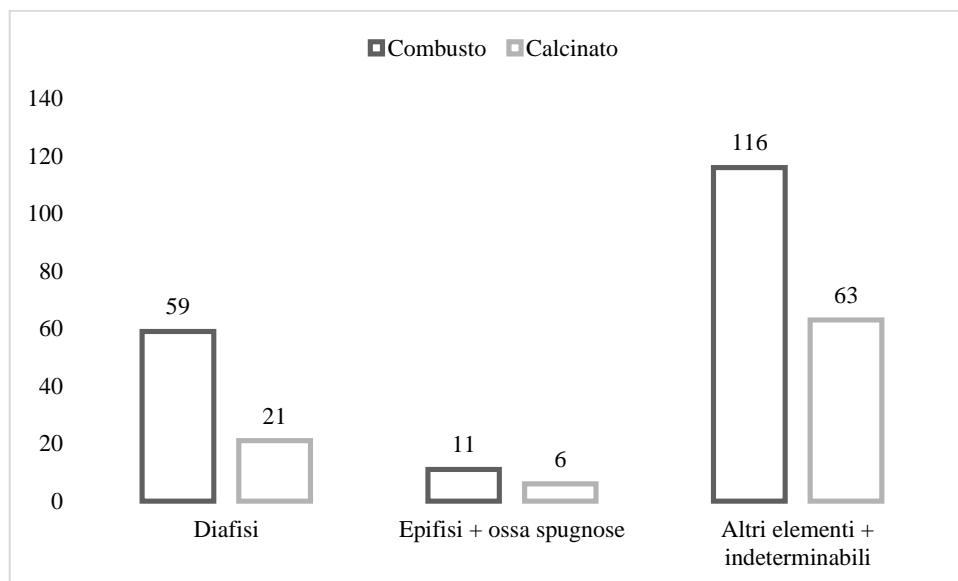 Combusto Calcinato
140
120
116
100
80
63
59
60
40
21
20
11
6
0
Diafisi
Epifisi + ossa spugnose
Altri elementi +
indeterminabili